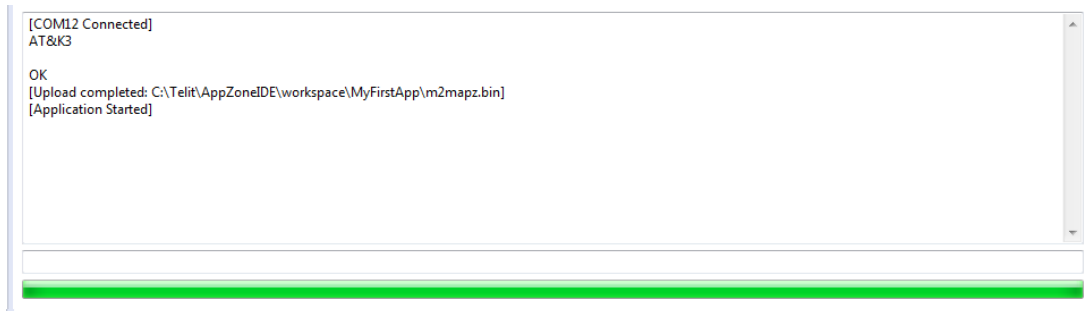 [COM12 Connected]
AT&K3
OK
[Upload completed: C:\Telit\AppZoneIDE\workspace\MyFirstApp\m2mapz.bin]
[Application Started]